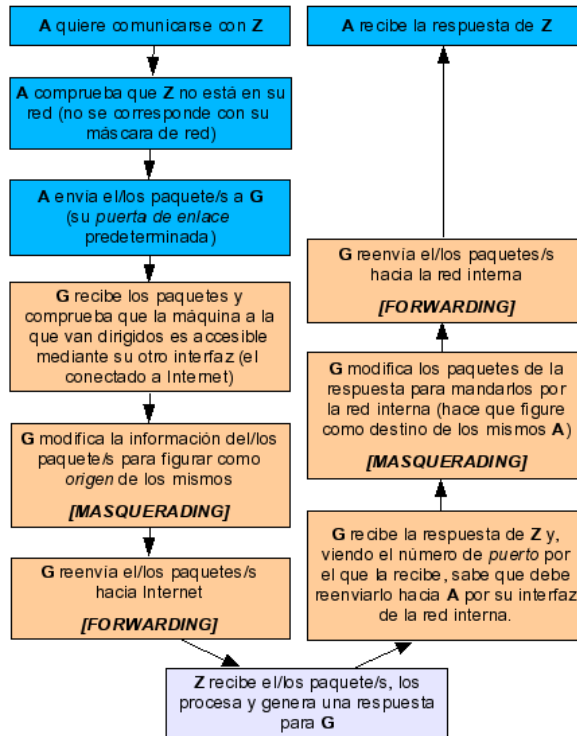 A quiere comunicarse con Z
A comprueba que Z no está en su
red (no se corresponde con su
máscara de red)
A envía el/los paquete/s a G
(su puerta de enlace
predeterminada)
G recibe los paquetes y
comprueba que la máquina a la
que van dirigidos es accesible
mediante su otro interfaz (el
conectado a Internet)
G modifica la información del/los
paquete/s para figurar como
origen de los mismos
[MASQUERADING]
G reenvía el/los paquetes/s
hacia Internet
[FORWARDING]
Z recibe el/los paquete/s, los
procesa y genera una respuesta
para G
G recibe la respuesta de Z y,
viendo el número de puerto por
el que la recibe, sabe que debe
reenviarlo hacia A por su interfaz
de la red interna.
G modifica los paquetes de la
respuesta para mandarlos por
la red interna (hace que figure
como destino de los mismos A)
[MASQUERADING]
G reenvía el/los paquetes/s
hacia la red interna
[FORWARDING]
A recibe la respuesta de Z